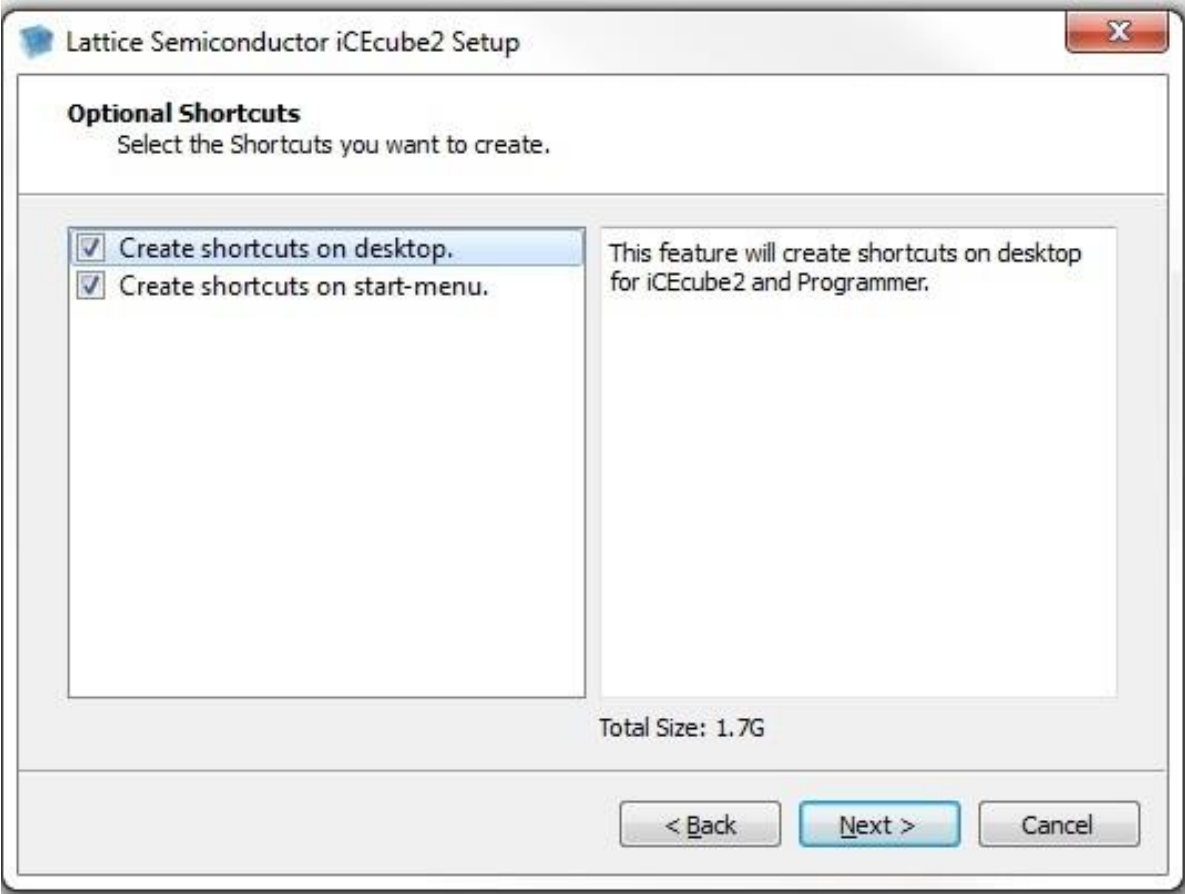 Lattice Semiconductor iCEcube2 Setup
X
Optional Shortcuts
Select the Shortcuts you want to create.
Create shortcuts on desktop.
Create shortcuts on start-menu.
This feature will create shortcuts on desktop
for iCEcube2 and Programmer.
Total Size: 1.7G
< Back
Next >
Cancel